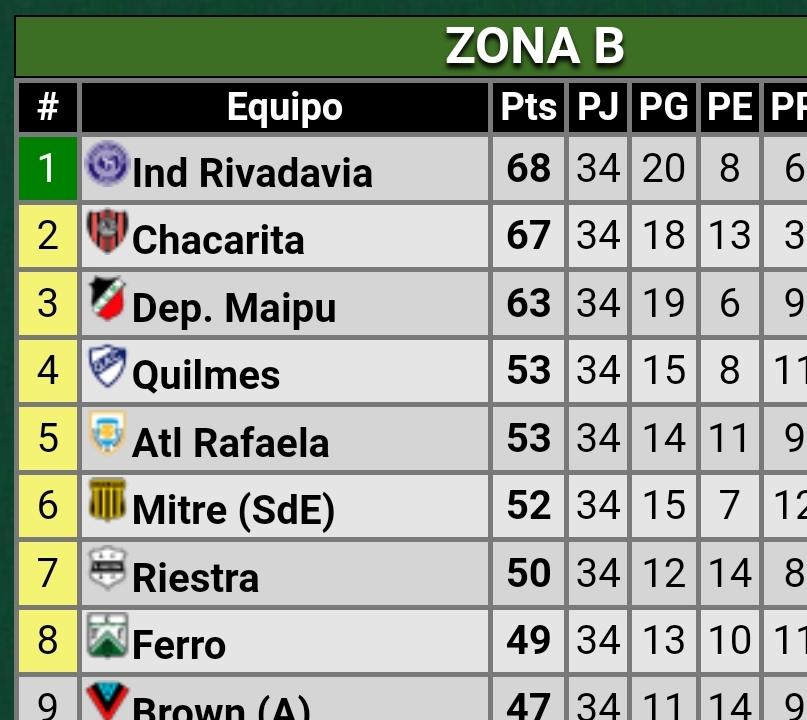 ZONA B
# Equipo Pts PJ PG PE
1 Ind Rivadavia 68 34 20 8 6
2 Chacarita 67 34 18 13 3
3 Dep. Maipu 63 34 19 6 9
4 Quilmes 53 34 15 8 11
5 Atl Rafaela 53 34 14 11 9
6 Mitre (SdE) 52 34 15 7 12
7 Riestra 50 34 12 14 8
8 Ferro 49 34 13 10 11
9 Brown (A) 47 34 11 14 9